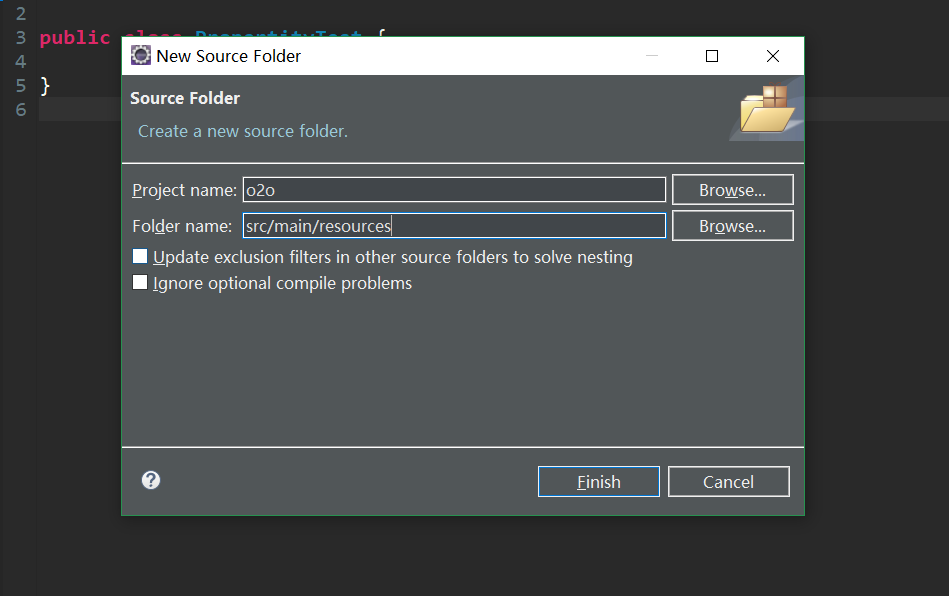 2
3 public class PropertityTest {
4
5 }
6
New Source Folder
Source Folder
Create a new source folder.
Project name: o2o Browse...
Folder name: src/main/resources Browse...
Update exclusion filters in other source folders to solve nesting
Ignore optional compile problems
? Finish Cancel